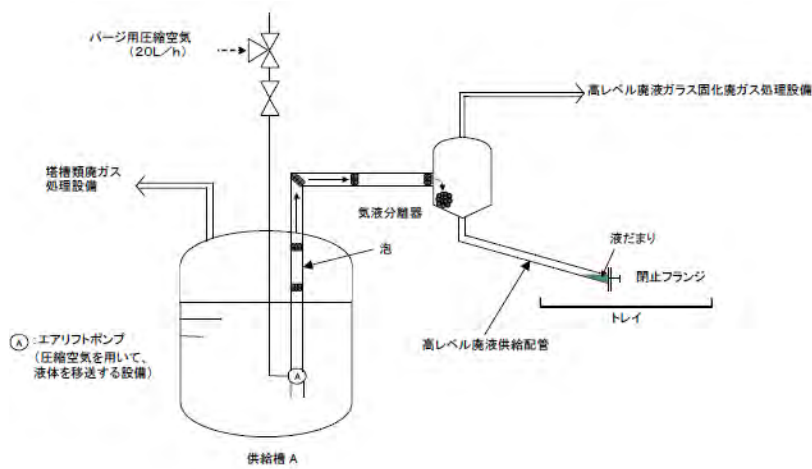 パージ用圧縮空気
(20L/h)
高レベル廃液ガラス固化廃ガス処理設備
塔槽類廃ガス
処理設備
気液分離器
泡
液だまり
閉止フランジ
トレイ
高レベル廃液供給配管
A :エアリフトポンプ
(圧縮空気を用いて、
液体を移送する設備)
A
供給槽A